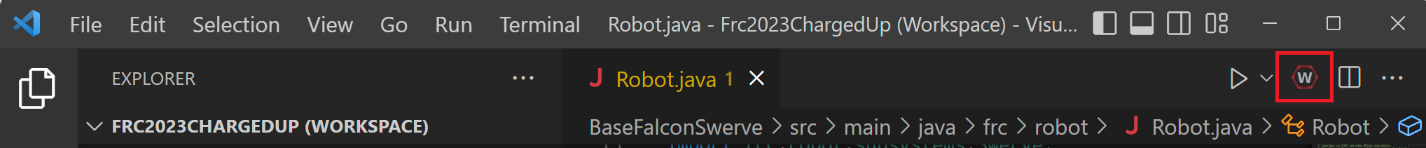 File Edit Selection View Go Run Terminal Robot.java - Frc2023ChargedUp (Workspace) - Visu...
EXPLORER ... J Robot.java 1 W ...
FRC2023CHARGEDUP (WORKSPACE)
BaseFalconSwerve > src > main > java > frc > robot > J Robot.java > Robot >